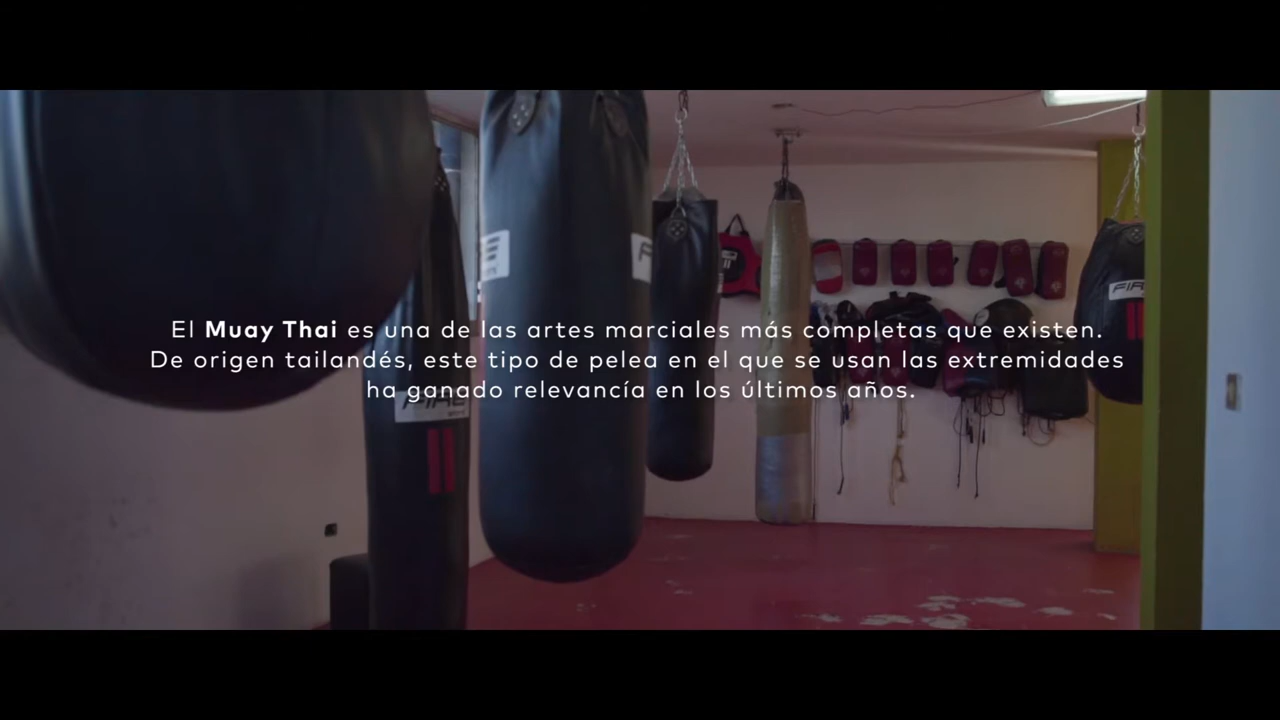 El Muay Thai es una de las artes marciales más completas que existen.
De origen tailandés, este tipo de pelea en el que se usan las extremidades
ha ganado relevancía en los últimos años.